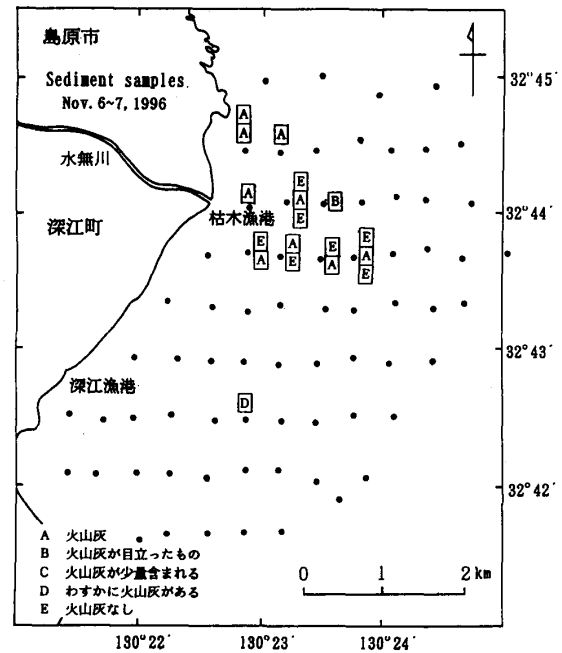 島原市
Sediment samples
Nov. 6~7, 1996
水無川
深江町
枯木漁港
深江漁港
32°45′
32°44′
32°43′
32°42′
A
A
A
A
E
A
E
B
E
A
A
E
E
A
E
A
E
D
A 火山灰
B 火山灰が目立ったもの
C 火山灰が少量含まれる
D わずかに火山灰がある
E 火山灰なし
0 1 2 km
130°22′ 130°23′ 130°24′